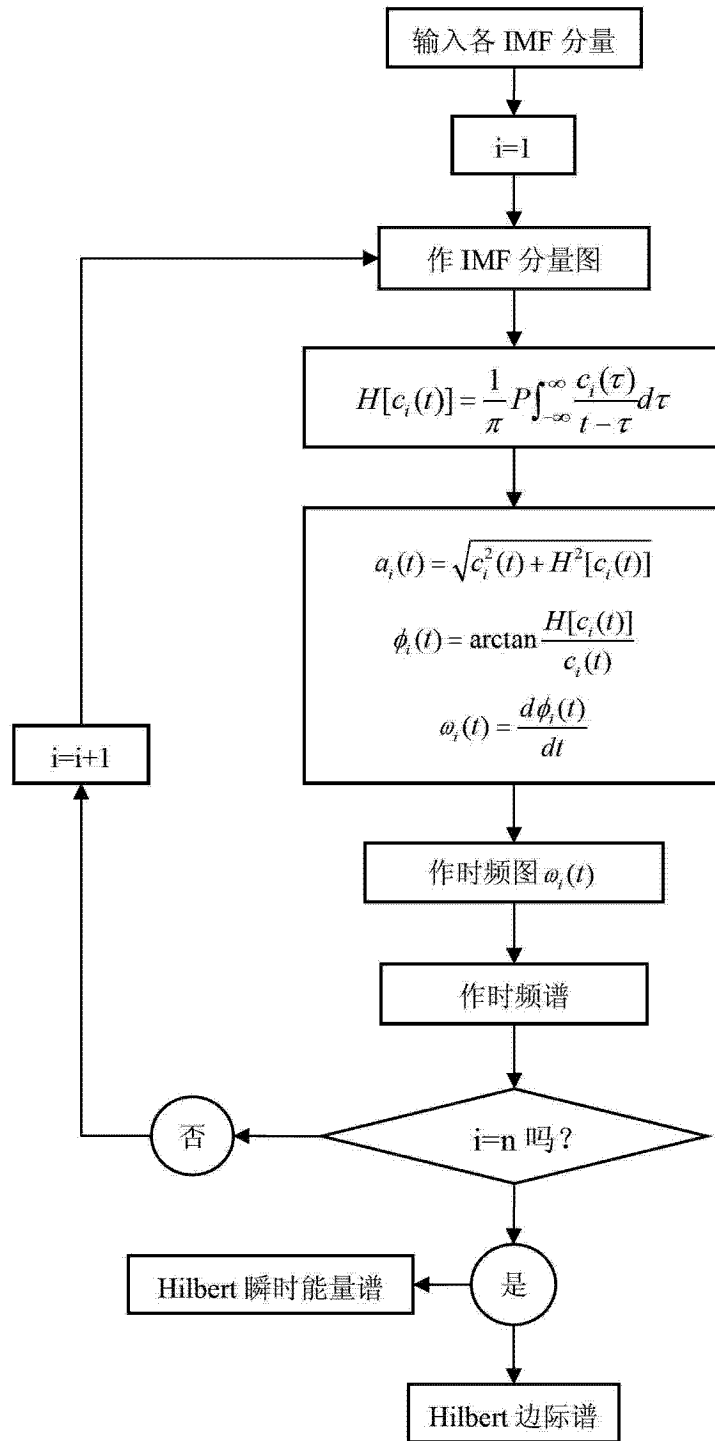 输入各 IMF 分量
i=1
作 IMF 分量图
H[c_i(t)] = \frac{1}{\pi} P\int_{-\infty}^{\infty} \frac{c_i(\tau)}{t-\tau} d\tau
a_i(t) = \sqrt{c_i^2(t) + H^2[c_i(t)]}
\phi_i(t) = \arctan \frac{H[c_i(t)]}{c_i(t)}
\omega_i(t) = \frac{d\phi_i(t)}{dt}
i=i+1
作时频图 ω_i(t)
作时频谱
i=n 吗？
否
是
Hilbert 瞬时能量谱
Hilbert 边际谱